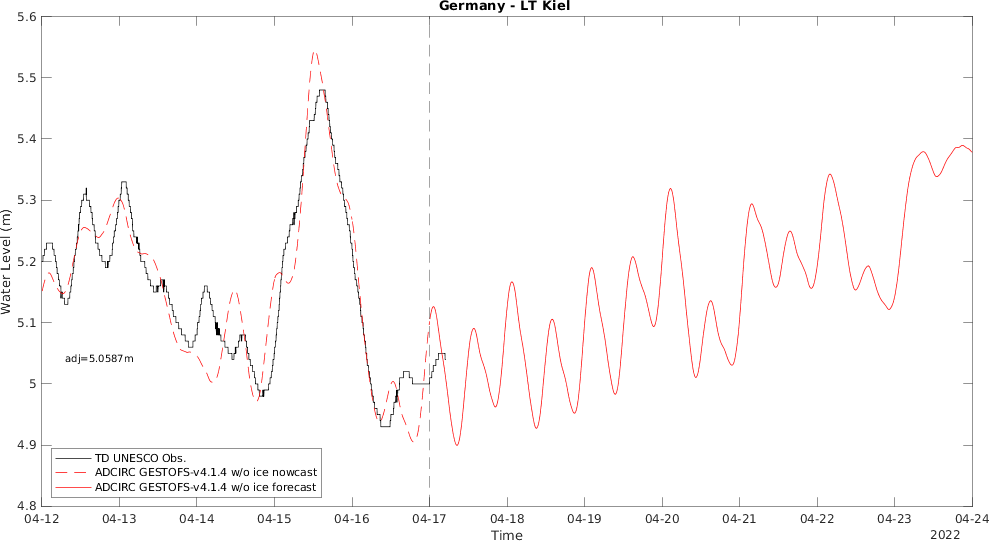 Germany - LT Kiel
5.6
5.5
5.4
5.3
5.2
5.1
5
4.9
4.8
Water Level (m)
adj=5.0587m
TD UNESCO Obs.
ADCIRC GESTOFS-v4.1.4 w/o ice nowcast
ADCIRC GESTOFS-v4.1.4 w/o ice forecast
04-12 04-13 04-14 04-15 04-16 04-17 04-18 04-19 04-20 04-21 04-22 04-23 04-24
Time
2022